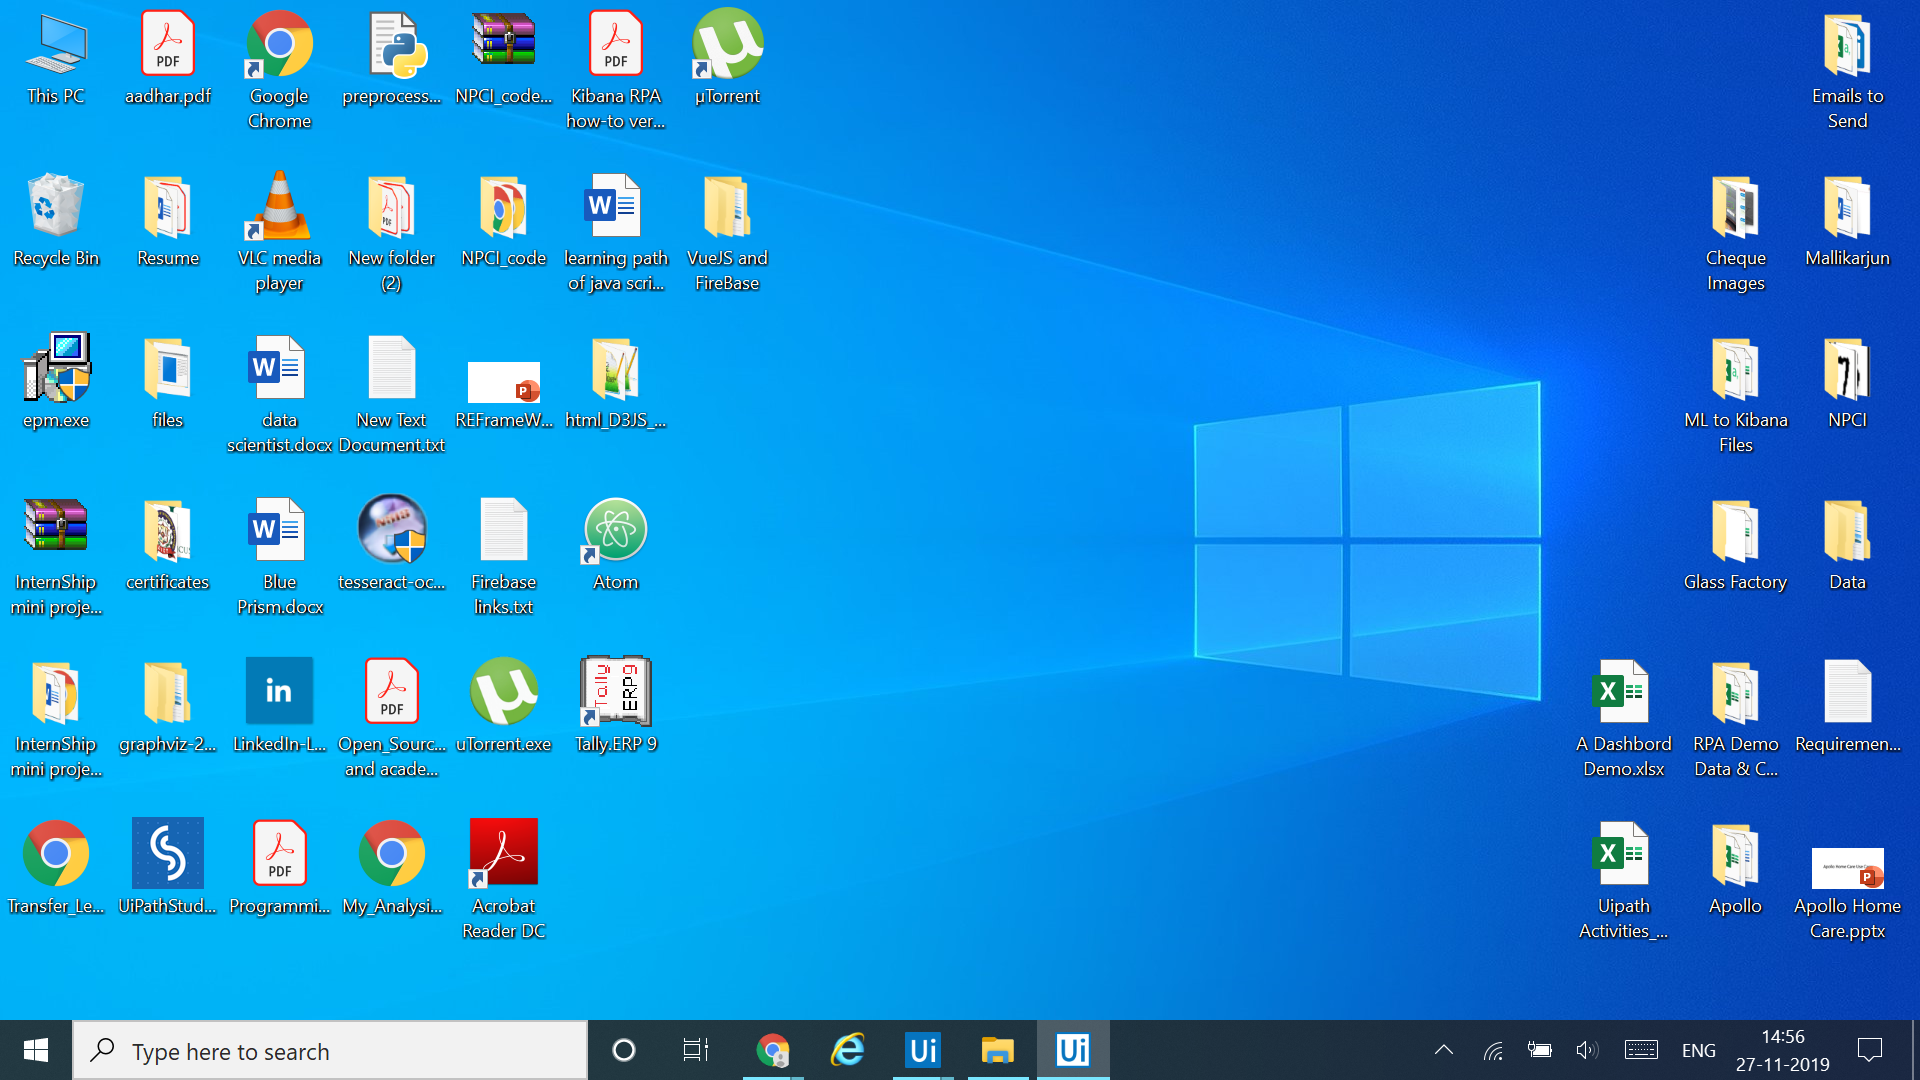 This PC
aadhar.pdf
Google
Chrome
preprocess...
NPCI_code...
Kibana RPA
how-to ver...
µTorrent
Emails to
Send
Recycle Bin
Resume
VLC media
player
New folder
(2)
NPCI_code
learning path
of java scri...
VueJS and
FireBase
Cheque
Images
Mallikarjun
epm.exe
files
data
scientist.docx
New Text
Document.txt
REFrameW...
html_D3JS_...
ML to Kibana
Files
NPCI
InternShip
mini proje...
certificates
Blue
Prism.docx
tesseract-oc...
Firebase
links.txt
Atom
Glass Factory
Data
InternShip
mini proje...
graphviz-2...
LinkedIn-L...
Open_Sourc...
and acade...
uTorrent.exe
Tally.ERP 9
A Dashbord
Demo.xlsx
RPA Demo
Data & C...
Requiremen...
Transfer_Le...
UiPathStud...
Programmi...
My_Analysi...
Acrobat
Reader DC
Uipath
Activities_...
Apollo
Apollo Home
Care.pptx
Type here to search
ENG
14:56
27-11-2019